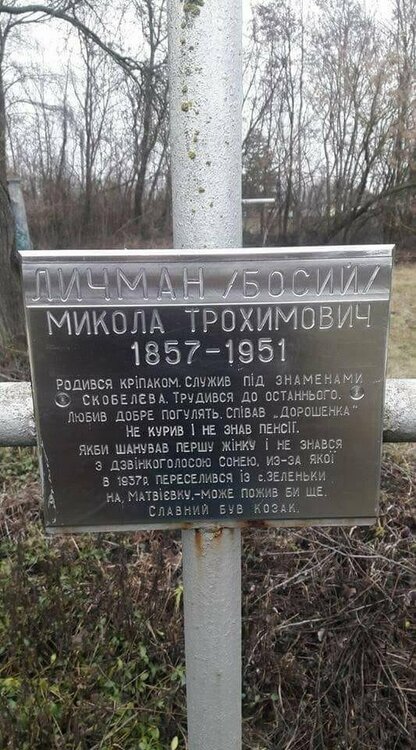 ЛИЧМАН /БОСИЙ/
МИКОЛА ТРОХИМОВИЧ
1857-1951
РОДИВСЯ КРІПАКОМ. СЛУЖИВ ПІД ЗНАМЕНАМИ
СКОБЕЛЕВА. ТРУДИВСЯ ДО ОСТАННЬОГО.
ЛЮБИВ ДОБРЕ ПОГУЛЯТЬ. СПІВАВ „ДОРОШЕНКА"
НЕ КУРИВ І НЕ ЗНАВ ПЕНСІЇ.
ЯКБИ ШАНУВАВ ПЕРШУ ЖІНКУ І НЕ ЗНАВСЯ
З ДЗВІНКОГОЛОСОЮ СОНЕЮ, ИЗ-ЗА ЯКОЇ
В 1937р. ПЕРЕСЕЛИВСЯ ІЗ с. ЗЕЛЕНЬКИ
НА, МАТВІЄВКУ,-МОЖЕ ПОЖИВ БИ ЩЕ.
СЛАВНИЙ БУВ КОЗАК.